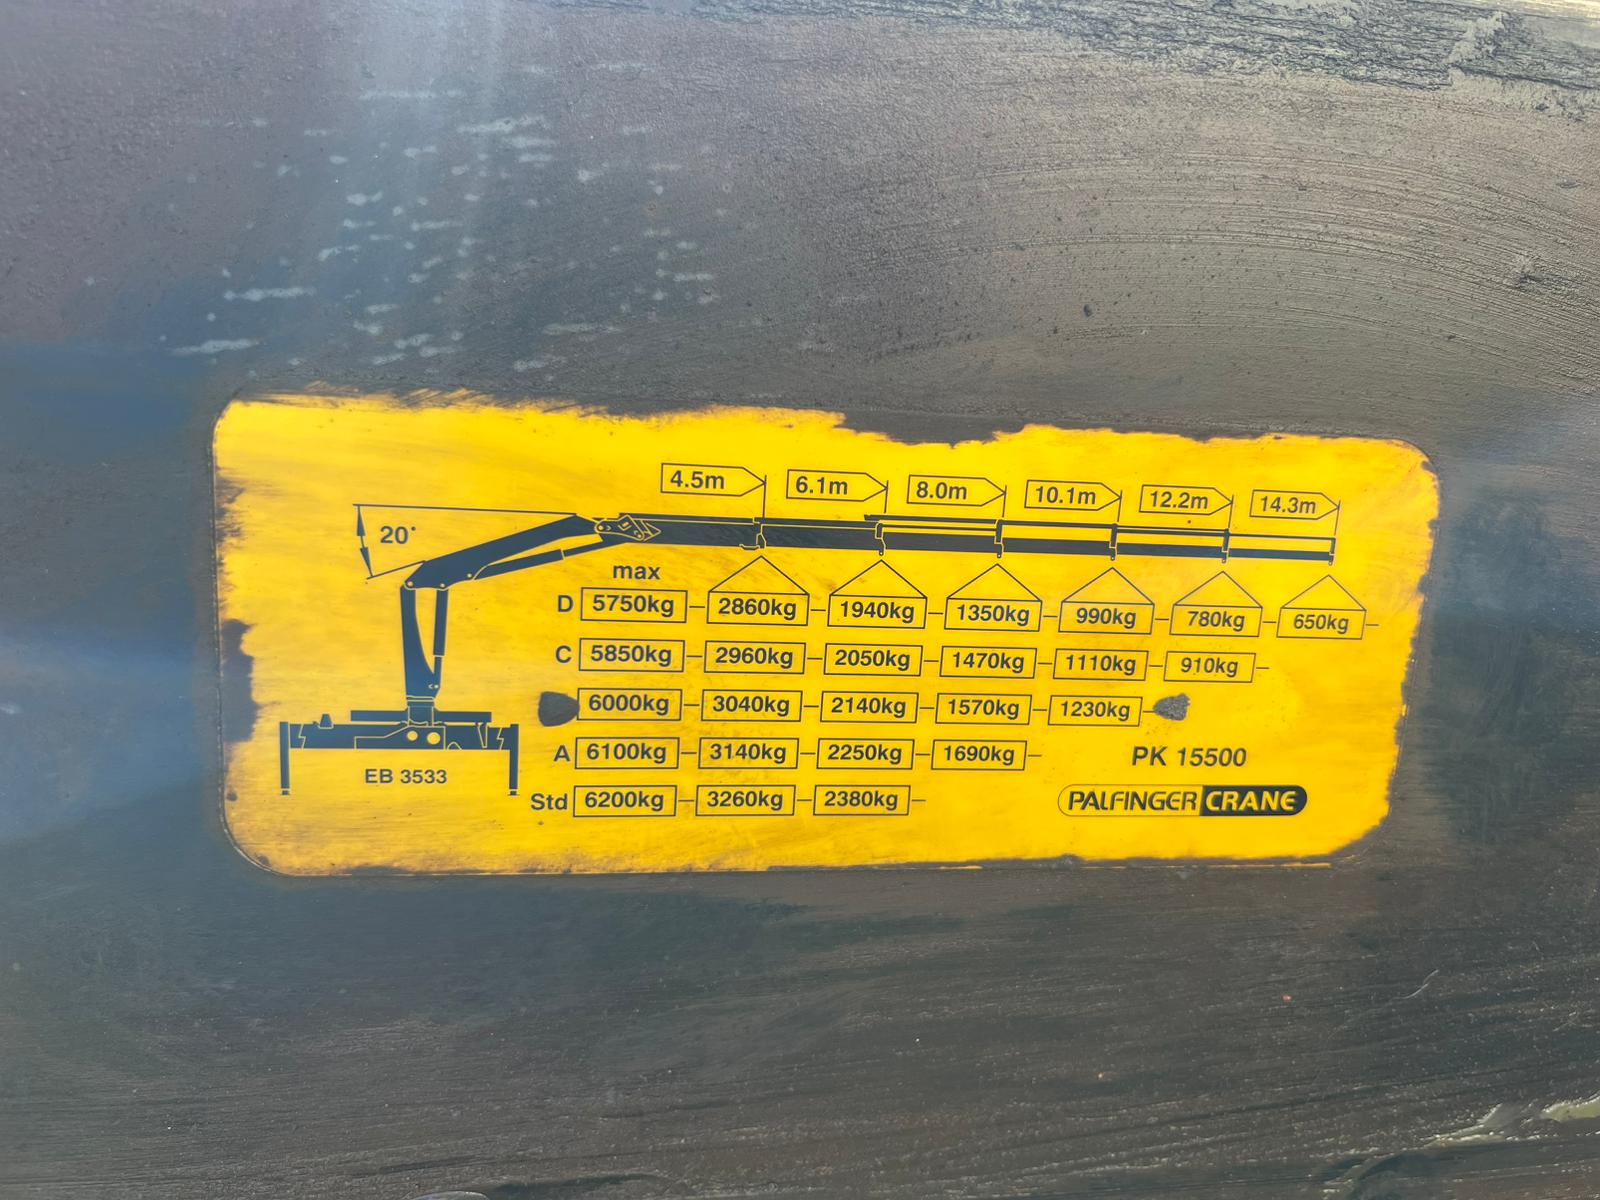 4.5m 6.1m 8.0m 10.1m 12.2m 14.3m
20°
max
D 5750kg 2860kg 1940kg 1350kg 990kg 780kg 650kg
C 5850kg 2960kg 2050kg 1470kg 1110kg 910kg
6000kg 3040kg 2140kg 1570kg 1230kg
A 6100kg 3140kg 2250kg 1690kg
PK 15500
EB 3533
Std 6200kg 3260kg 2380kg
PALFINGER CRANE